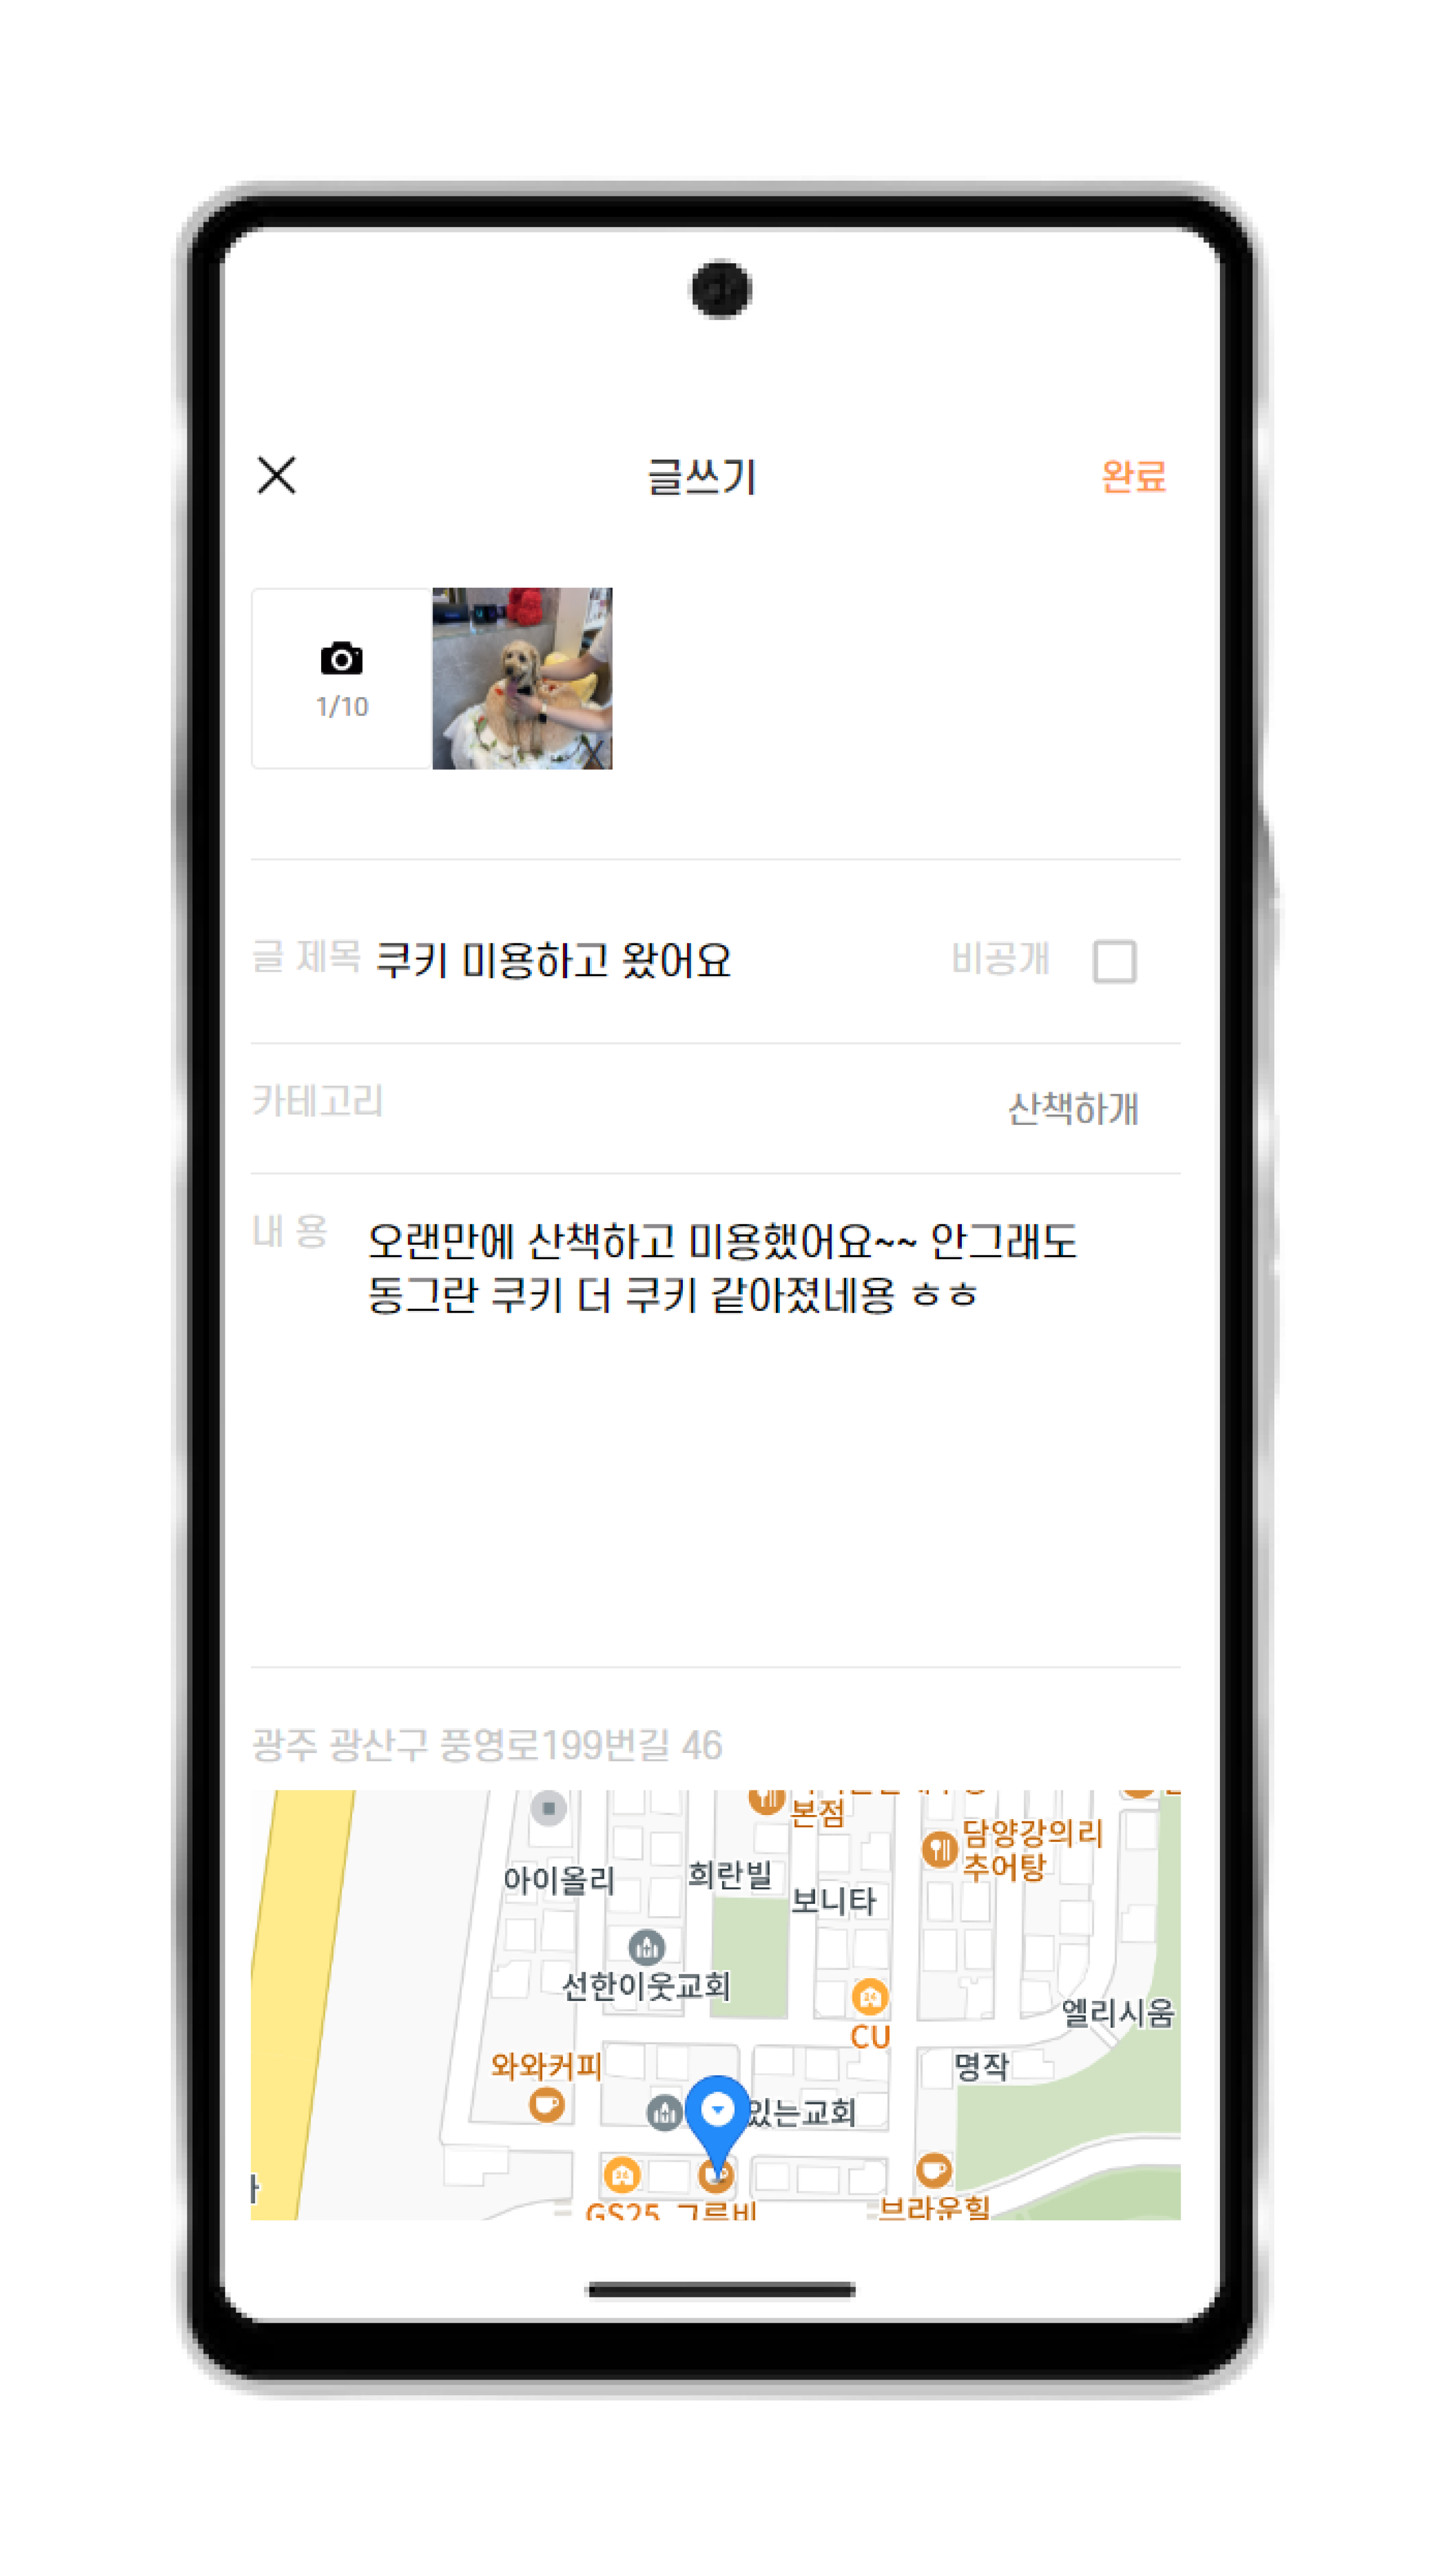 글쓰기
완료
1/10
글 제목 쿠키 미용하고 왔어요
비공개
카테고리
산책하개
내 용
오랜만에 산책하고 미용했어요~~ 안그래도
동그란 쿠키 더 쿠키 같아졌네용 ㅎㅎ
광주 광산구 풍영로199번길 46
본점
담양강의리
추어탕
아이올리
희란빌
보니타
선한이웃교회
CU
엘리시움
와와커피
명작
있는교회
GS25
브라운힐